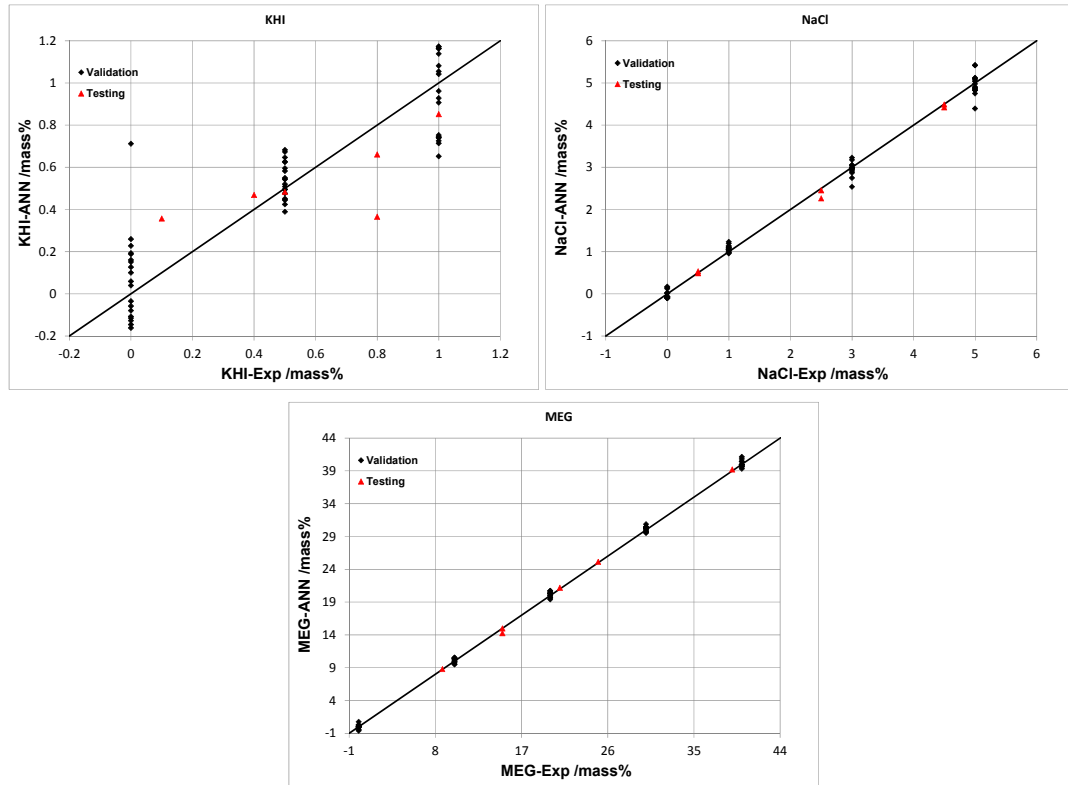 KHI
1.2
1
0.8
0.6
0.4
0.2
0
-0.2
-0.2 0 0.2 0.4 0.6 0.8 1 1.2
KHI-ANN /mass%
KHI-Exp /mass%
Validation
Testing
NaCl
6
5
4
3
2
1
0
-1
-1 0 1 2 3 4 5 6
NaCl-ANN /mass%
NaCl-Exp /mass%
Validation
Testing
MEG
44
39
34
29
24
19
14
9
4
-1
-1 8 17 26 35 44
MEG-ANN /mass%
MEG-Exp /mass%
Validation
Testing